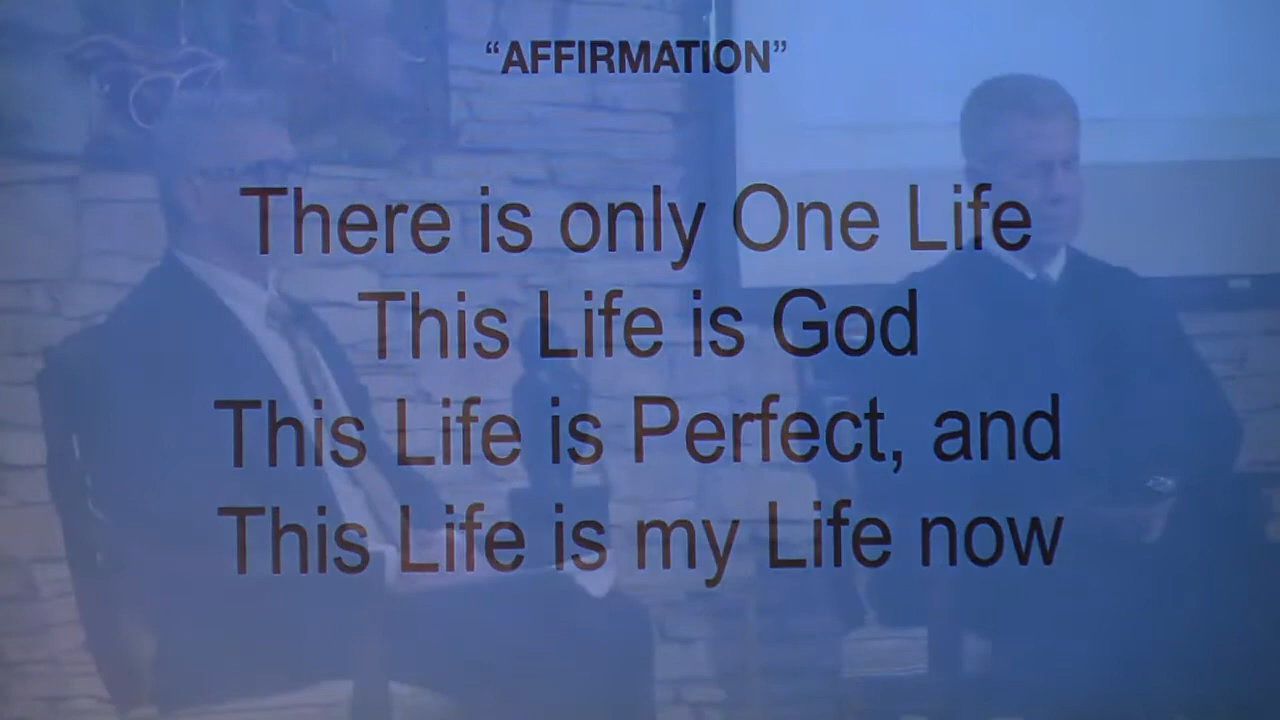 “AFFIRMATION”
There is only One Life
This Life is God
This Life is Perfect, and
This Life is my Life now